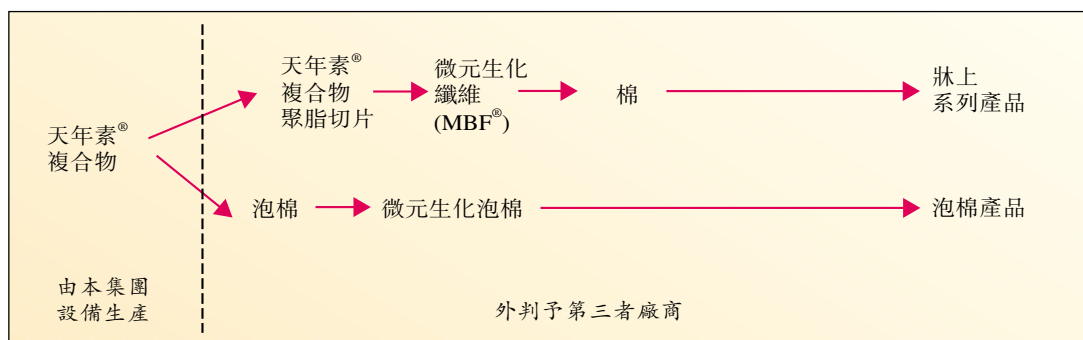 天年素®
複合物
天年素®
複合物
聚脂切片
微元生化
纖維
(MBF®)
棉
牀上
系列產品
泡棉
微元生化泡棉
泡棉產品
由本集團
設備生產
外判予第三者廠商